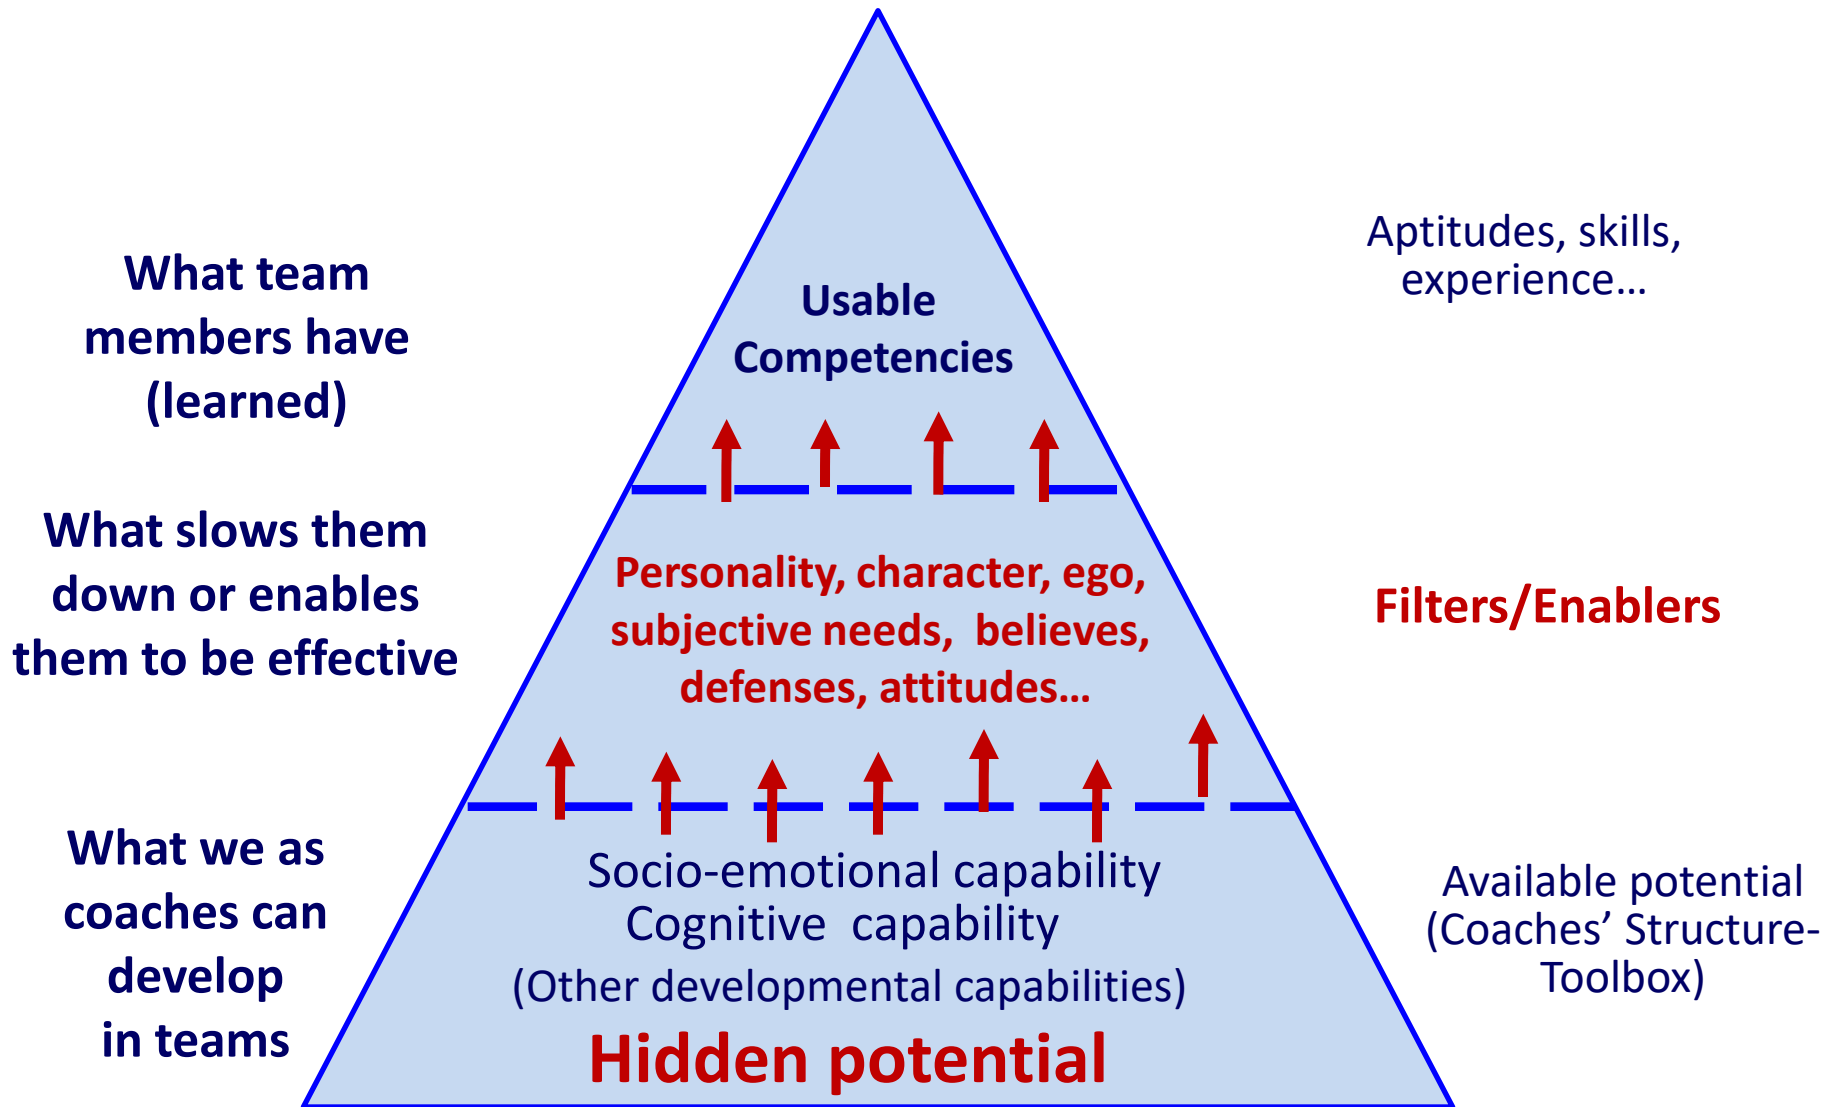 What team
members have
(learned)
Usable
Competencies
Aptitudes, skills,
experience…
What slows them
down or enables
them to be effective
Personality, character, ego,
subjective needs,  believes,
defenses, attitudes…
Filters/Enablers
What we as
coaches can
develop
in teams
Socio-emotional capability
Cognitive  capability
(Other developmental capabilities)
Hidden potential
Available potential
(Coaches’ Structure-
Toolbox)